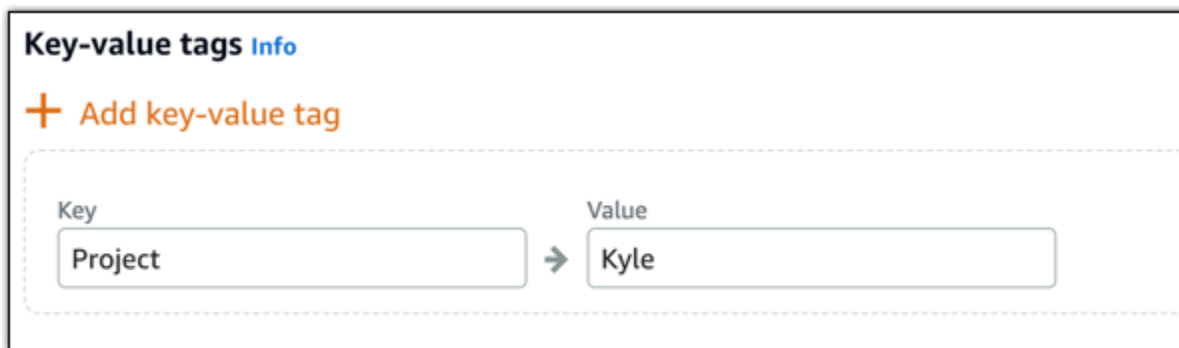 Key-value tags Info
+ Add key-value tag
Key Value
Project → Kyle